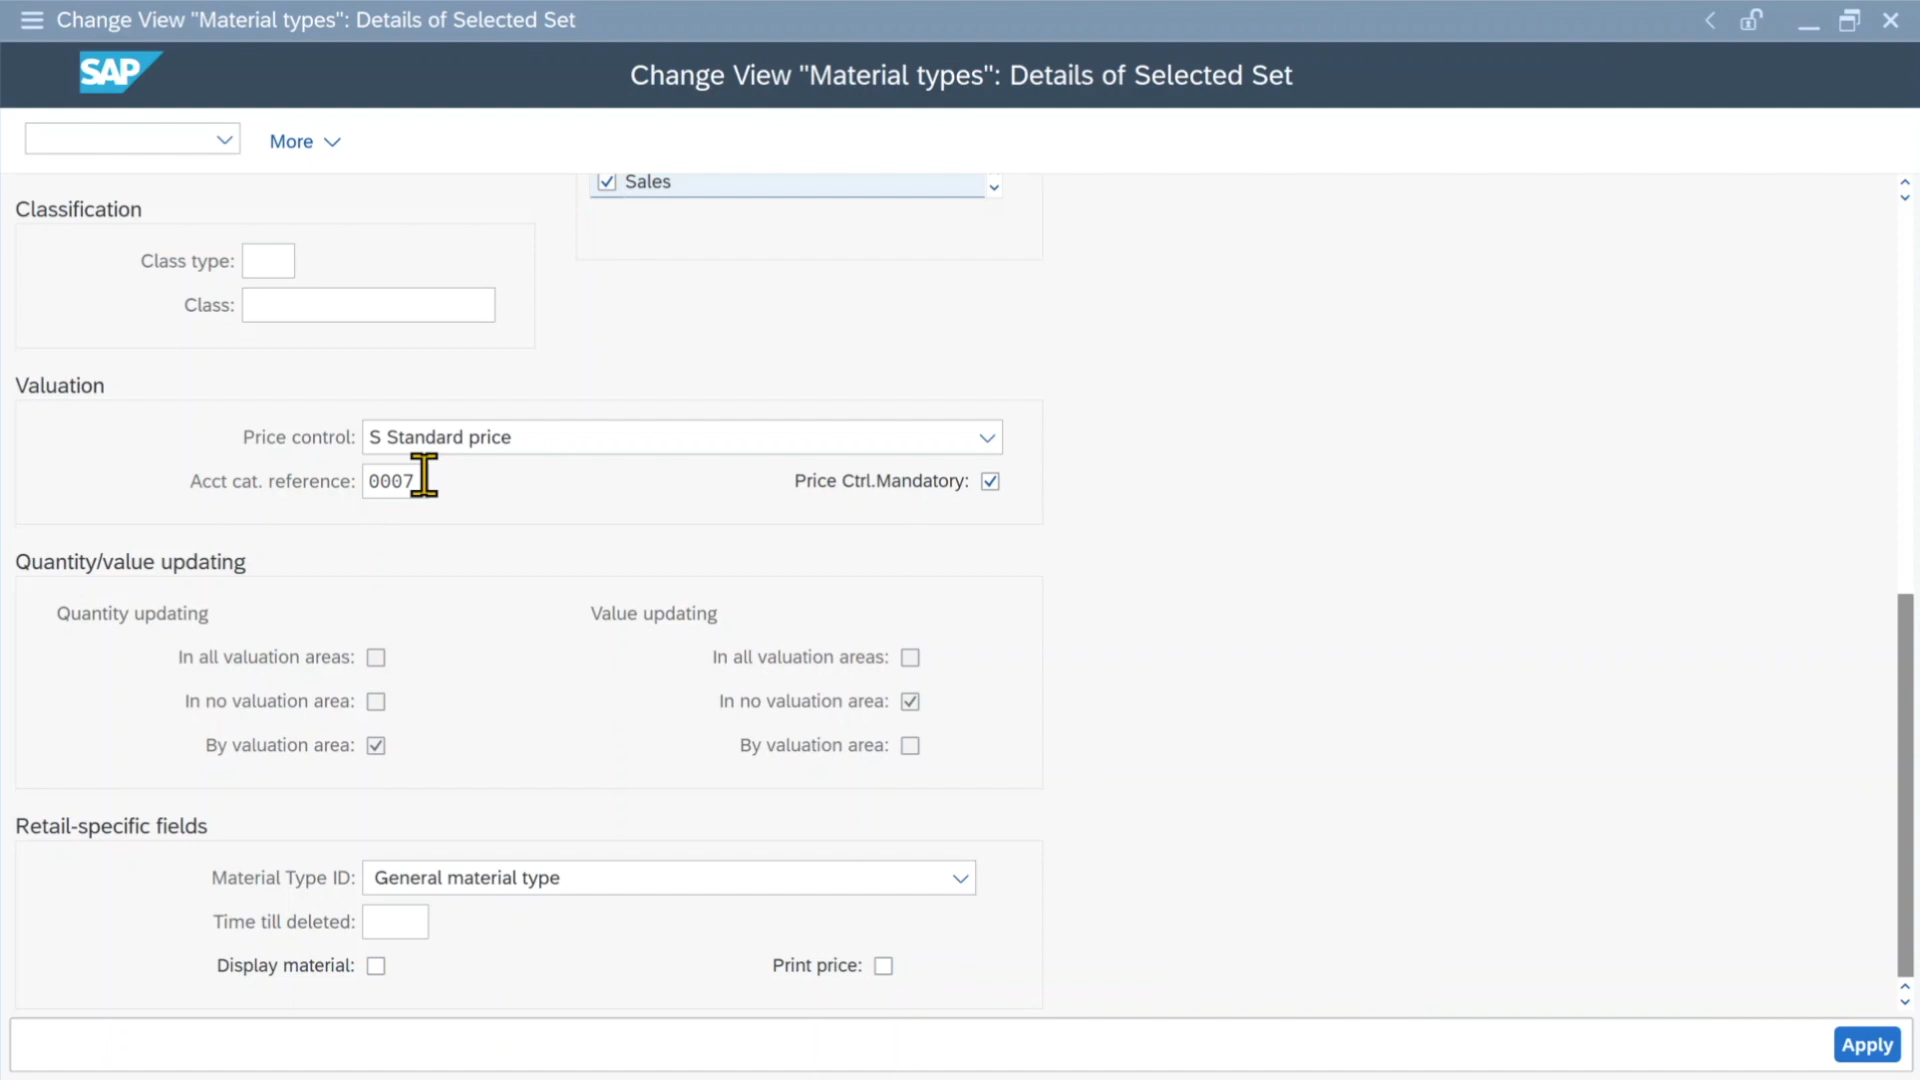 Change View "Material types": Details of Selected Set
SAP
Change View "Material types": Details of Selected Set
More
Sales
Classification
Class type:
Class:
Valuation
Price control: S Standard price
Acct cat. reference: 0007 Price Ctrl.Mandatory:
Quantity/value updating
Quantity updating Value updating
In all valuation areas: In all valuation areas:
In no valuation area: In no valuation area:
By valuation area: By valuation area:
Retail-specific fields
Material Type ID: General material type
Time till deleted:
Display material: Print price:
Apply